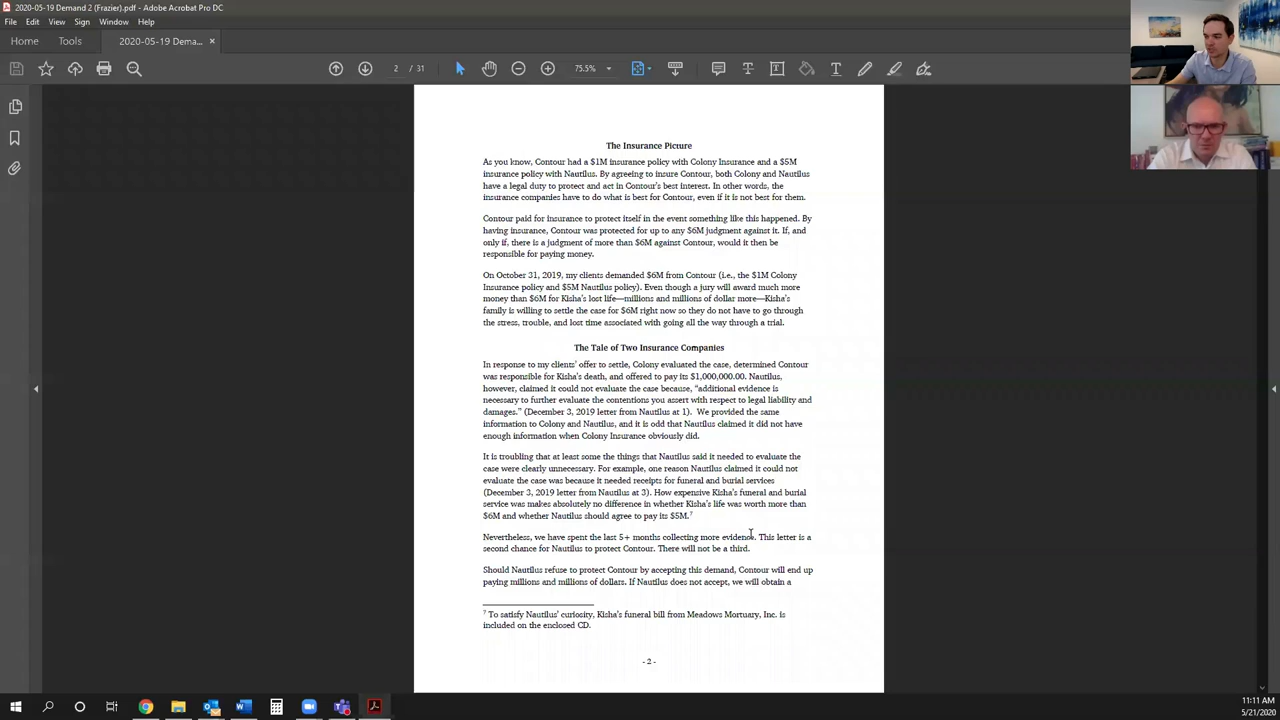 2020-05-19 Demand 2 (Frazier).pdf - Adobe Acrobat Pro DC
File Edit View Sign Window Help
Home Tools 2020-05-19 Dema... ×
2 / 31 75.5%
The Insurance Picture
As you know, Contour had a $1M insurance policy with Colony Insurance and a $5M
insurance policy with Nautilus. By agreeing to insure Contour, both Colony and Nautilus
have a legal duty to protect and act in Contour's best interest. In other words, the
insurance companies have to do what is best for Contour, even if it is not best for them.
Contour paid for insurance to protect itself in the event something like this happened. By
having insurance, Contour was protected for up to any $6M judgment against it. If, and
only if, there is a judgment of more than $6M against Contour, would it then be
responsible for paying money.
On October 31, 2019, my clients demanded $6M from Contour (i.e., the $1M Colony
Insurance policy and $5M Nautilus policy). Even though a jury will award much more
money than $6M for Kisha's lost life—millions and millions of dollar more—Kisha's
family is willing to settle the case for $6M right now so they do not have to go through
the stress, trouble, and lost time associated with going all the way through a trial.
The Tale of Two Insurance Companies
In response to my clients' offer to settle, Colony evaluated the case, determined Contour
was responsible for Kisha's death, and offered to pay its $1,000,000.00. Nautilus,
however, claimed it could not evaluate the case because, "additional evidence is
necessary to further evaluate the contentions you assert with respect to legal liability and
damages." (December 3, 2019 letter from Nautilus at 1). We provided the same
information to Colony and Nautilus, and it is odd that Nautilus claimed it did not have
enough information when Colony Insurance obviously did.
It is troubling that at least some the things that Nautilus said it needed to evaluate the
case were clearly unnecessary. For example, one reason Nautilus claimed it could not
evaluate the case was because it needed receipts for funeral and burial services
(December 3, 2019 letter from Nautilus at 3). How expensive Kisha's funeral and burial
service was makes absolutely no difference in whether Kisha's life was worth more than
$6M and whether Nautilus should agree to pay its $5M.7
Nevertheless, we have spent the last 5+ months collecting more evidence. This letter is a
second chance for Nautilus to protect Contour. There will not be a third.
Should Nautilus refuse to protect Contour by accepting this demand, Contour will end up
paying millions and millions of dollars. If Nautilus does not accept, we will obtain a
7 To satisfy Nautilus' curiosity, Kisha's funeral bill from Meadows Mortuary, Inc. is
included on the enclosed CD.
- 2 -
11:11 AM
5/21/2020